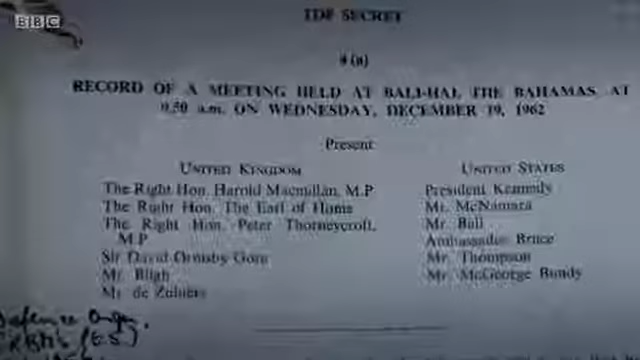 BBC
TOP SECRET
4 (a)
RECORD OF A MEETING HELD AT BALI-HAI, THE BAHAMAS, AT
9.50 a.m. ON WEDNESDAY, DECEMBER 19, 1962
Present
UNITED KINGDOM
The Right Hon. Harold Macmillan, M.P.
The Right Hon. The Earl of Home
The Right Hon. Peter Thorneycroft,
M.P.
Sir David Ormsby Gore
Mr. Bligh
Mr. de Zulueta
UNITED STATES
President Kennedy
Mr. McNamara
Mr. Ball
Ambassador Bruce
Mr. Thompson
Mr. McGeorge Bundy